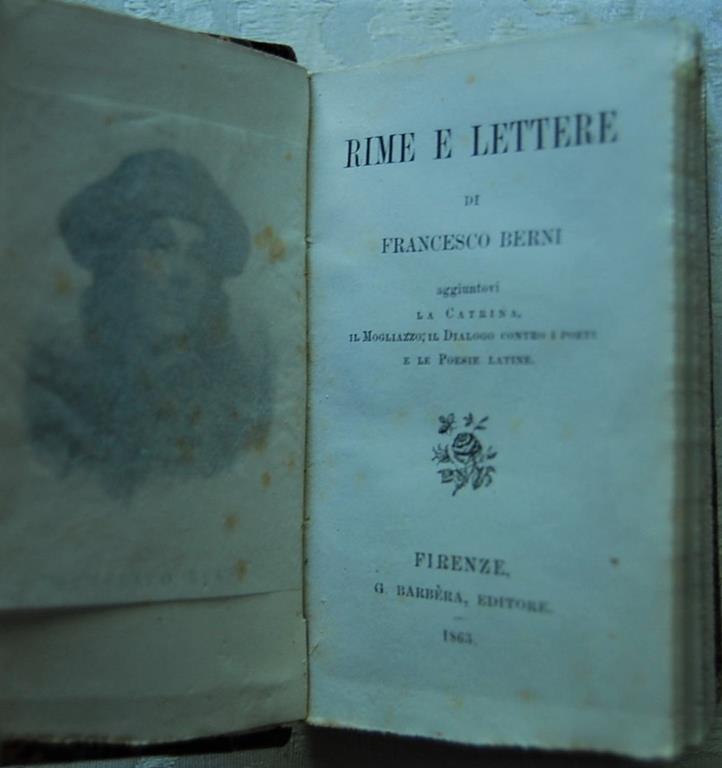 RIME E LETTERE
DI
FRANCESCO BERNI
aggiuntovi
LA CATRINA,
IL MOGLIAZZO, IL DIALOGO CONTRO I POETI
E LE POESIE LATINE.
FIRENZE,
G. BARBÈRA, EDITORE.
1863.